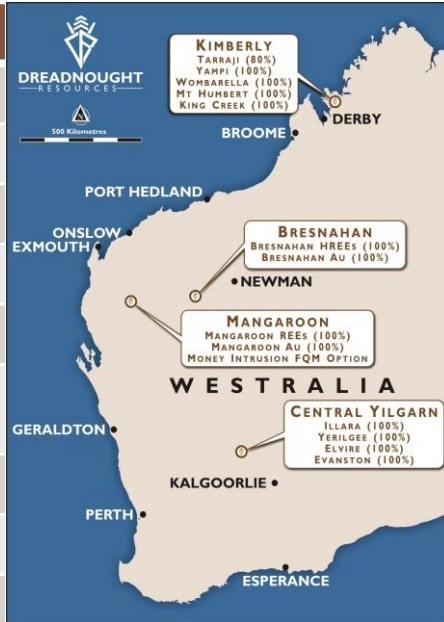 DREADNOUGHT
RESOURCES
500 Kilometres
KIMBERLY
TARRAJI (80%)
YAMPI (100%)
WOMBARELLA (100%)
MT HUMBERT (100%)
KING CREEK (100%)
DERBY
BROOME
PORT HEDLAND
ONSLOW
EXMOUTH
BRESNAHAN
BRESNAHAN HREES (100%)
BRESNAHAN AU (100%)
NEWMAN
MANGAROON
MANGAROON REES (100%)
MANGAROON AU (100%)
MONEY INTRUSION FQM OPTION
WESTRALIA
CENTRAL YILGARN
ILLARA (100%)
YERILGEE (100%)
ELVIRE (100%)
EVANSTON (100%)
GERALDTON
KALGOORLIE
PERTH
ESPERANCE